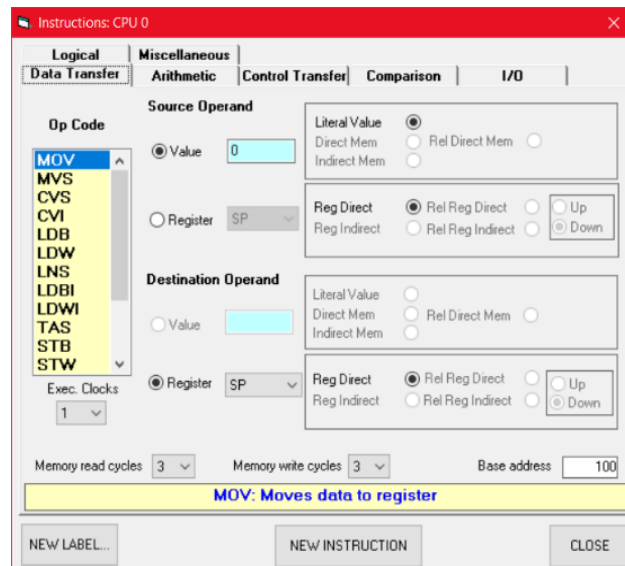 Instructions: CPU 0
Logical Miscellaneous
Data Transfer Arithmetic Control Transfer Comparison I/O
Op Code
MOV
MVS
CVS
CVI
LDB
LDW
LNS
LDBI
LDWI
TAS
STB
STW
Exec. Clocks
1
Source Operand
Value 0
Literal Value
Direct Mem Rel Direct Mem
Indirect Mem
Register SP
Reg Direct Rel Reg Direct Up
Reg Indirect Rel Reg Indirect Down
Destination Operand
Value
Literal Value
Direct Mem Rel Direct Mem
Indirect Mem
Register SP
Reg Direct Rel Reg Direct Up
Reg Indirect Rel Reg Indirect Down
Memory read cycles 3 Memory write cycles 3 Base address 100
MOV: Moves data to register
NEW LABEL... NEW INSTRUCTION CLOSE